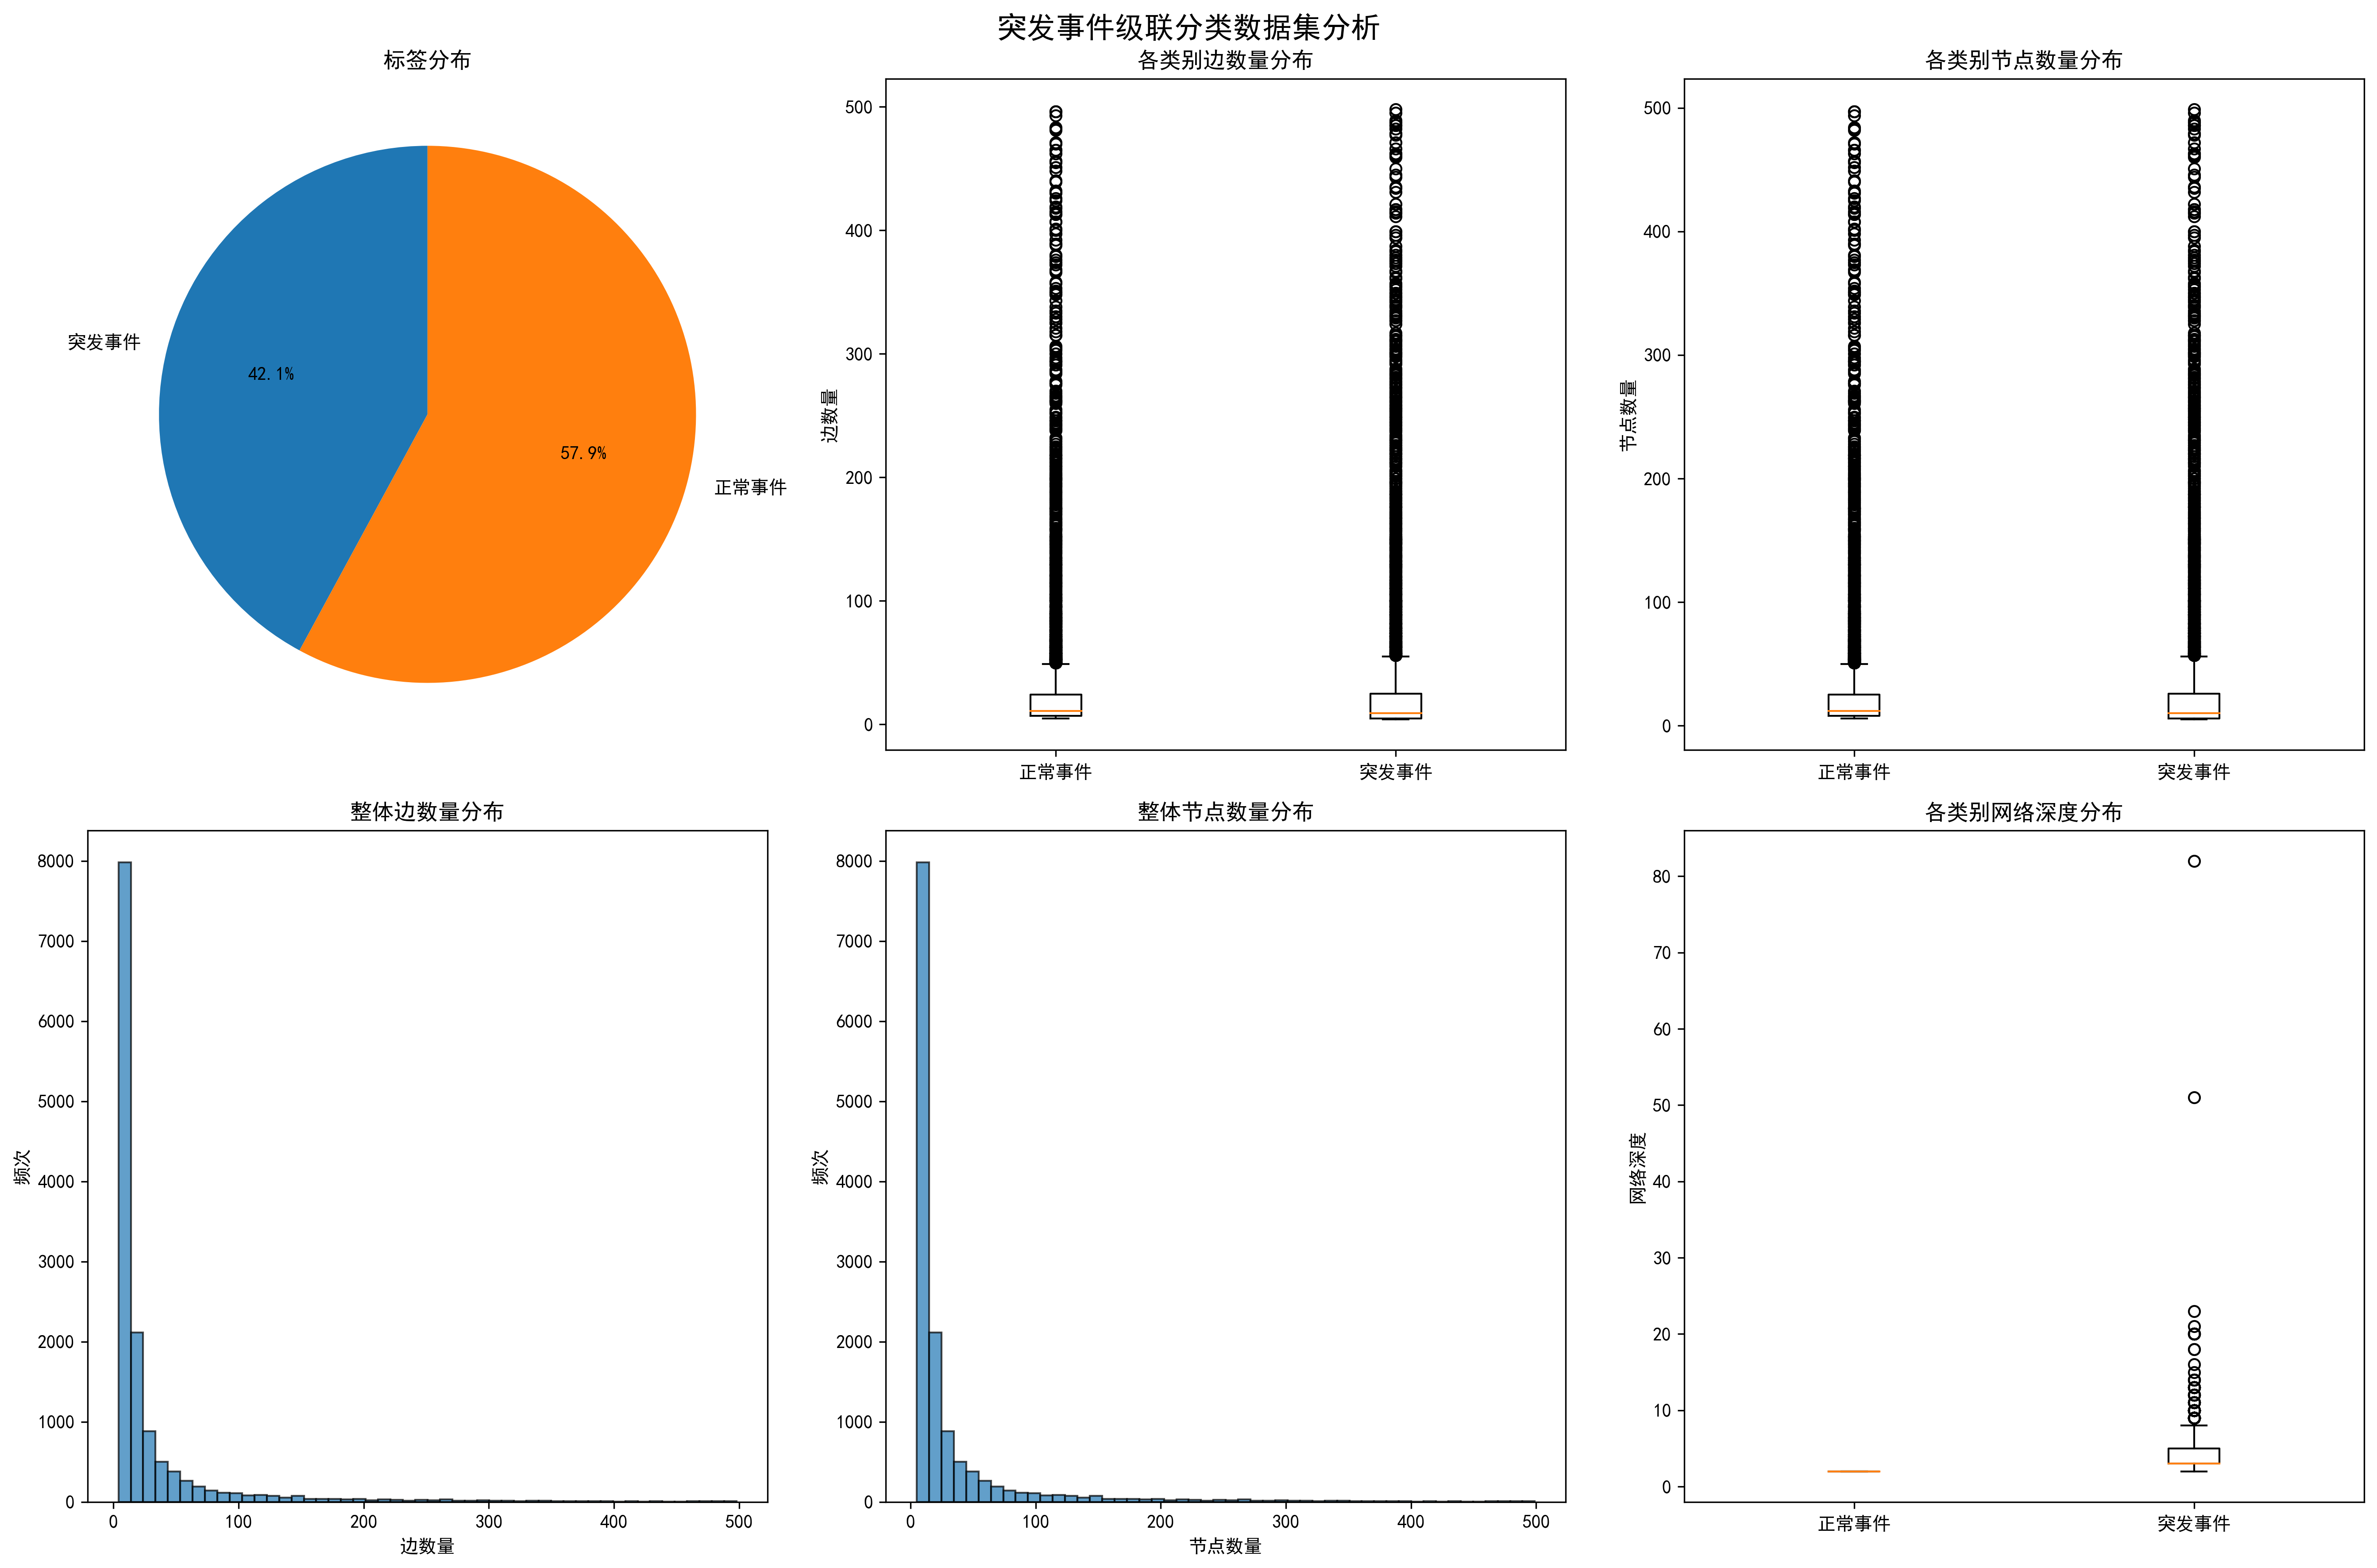 突发事件级联分类数据集分析
标签分布
突发事件
42.1%
57.9%
正常事件
各类别边数量分布
边数量
500
400
300
200
100
0
正常事件
突发事件
各类别节点数量分布
节点数量
500
400
300
200
100
0
正常事件
突发事件
整体边数量分布
频次
8000
7000
6000
5000
4000
3000
2000
1000
0
0
100
200
300
400
500
边数量
整体节点数量分布
频次
8000
7000
6000
5000
4000
3000
2000
1000
0
0
100
200
300
400
500
节点数量
各类别网络深度分布
网络深度
80
70
60
50
40
30
20
10
0
正常事件
突发事件